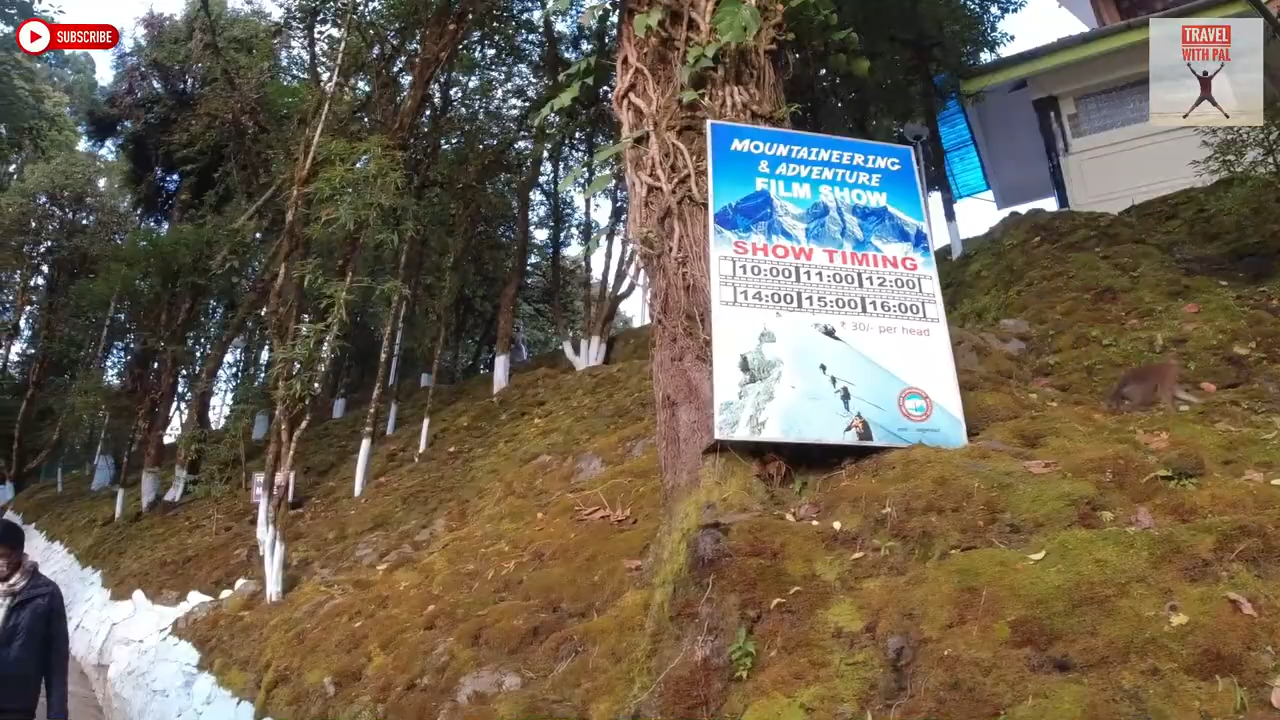 SUBSCRIBE
TRAVEL
WITH PAL
MOUNTAINEERING
& ADVENTURE
FILM SHOW
SHOW TIMING
10:00 11:00 12:00
14:00 15:00 16:00
₹ 30/- per head